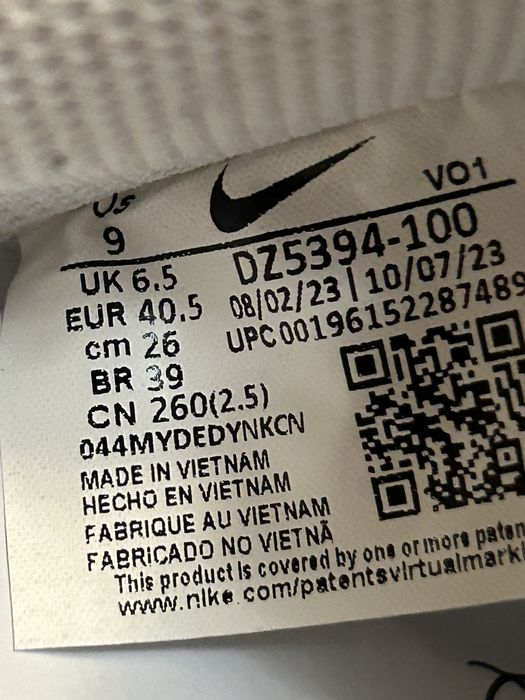 US
9
VO1
UK 6.5
EUR 40.5
cm 26
BR 39
CN 260(2.5)
DZ5394-100
08/02/23 | 10/07/23
UPC 00196152287489
044MYDEDYNKCN
MADE IN VIETNAM
HECHO EN VIETNAM
FABRIQUE AU VIETNAM
FABRICADO NO VIETNÃ
This product is covered by one or more
www.nike.com/patentsvirtualmarki